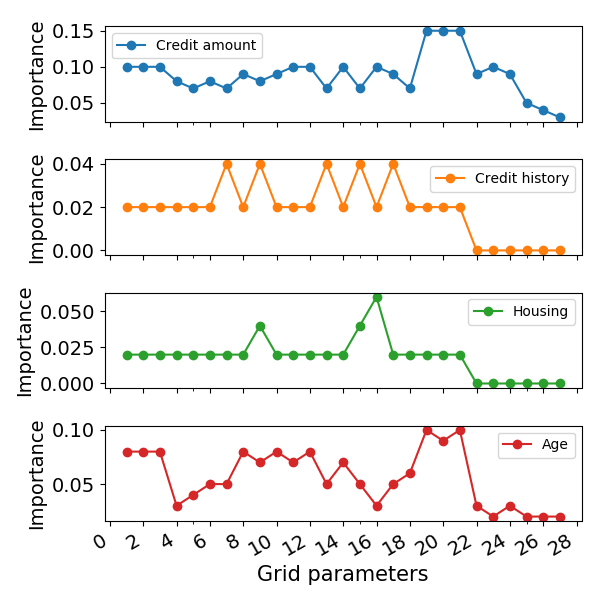 Importance
0.15
0.10
0.05
Credit amount
Importance
0.04
0.02
0.00
Credit history
Importance
0.050
0.025
0.000
Housing
Importance
0.10
0.05
Age
0 2 4 6 8 10 12 14 16 18 20 22 24 26 28
Grid parameters